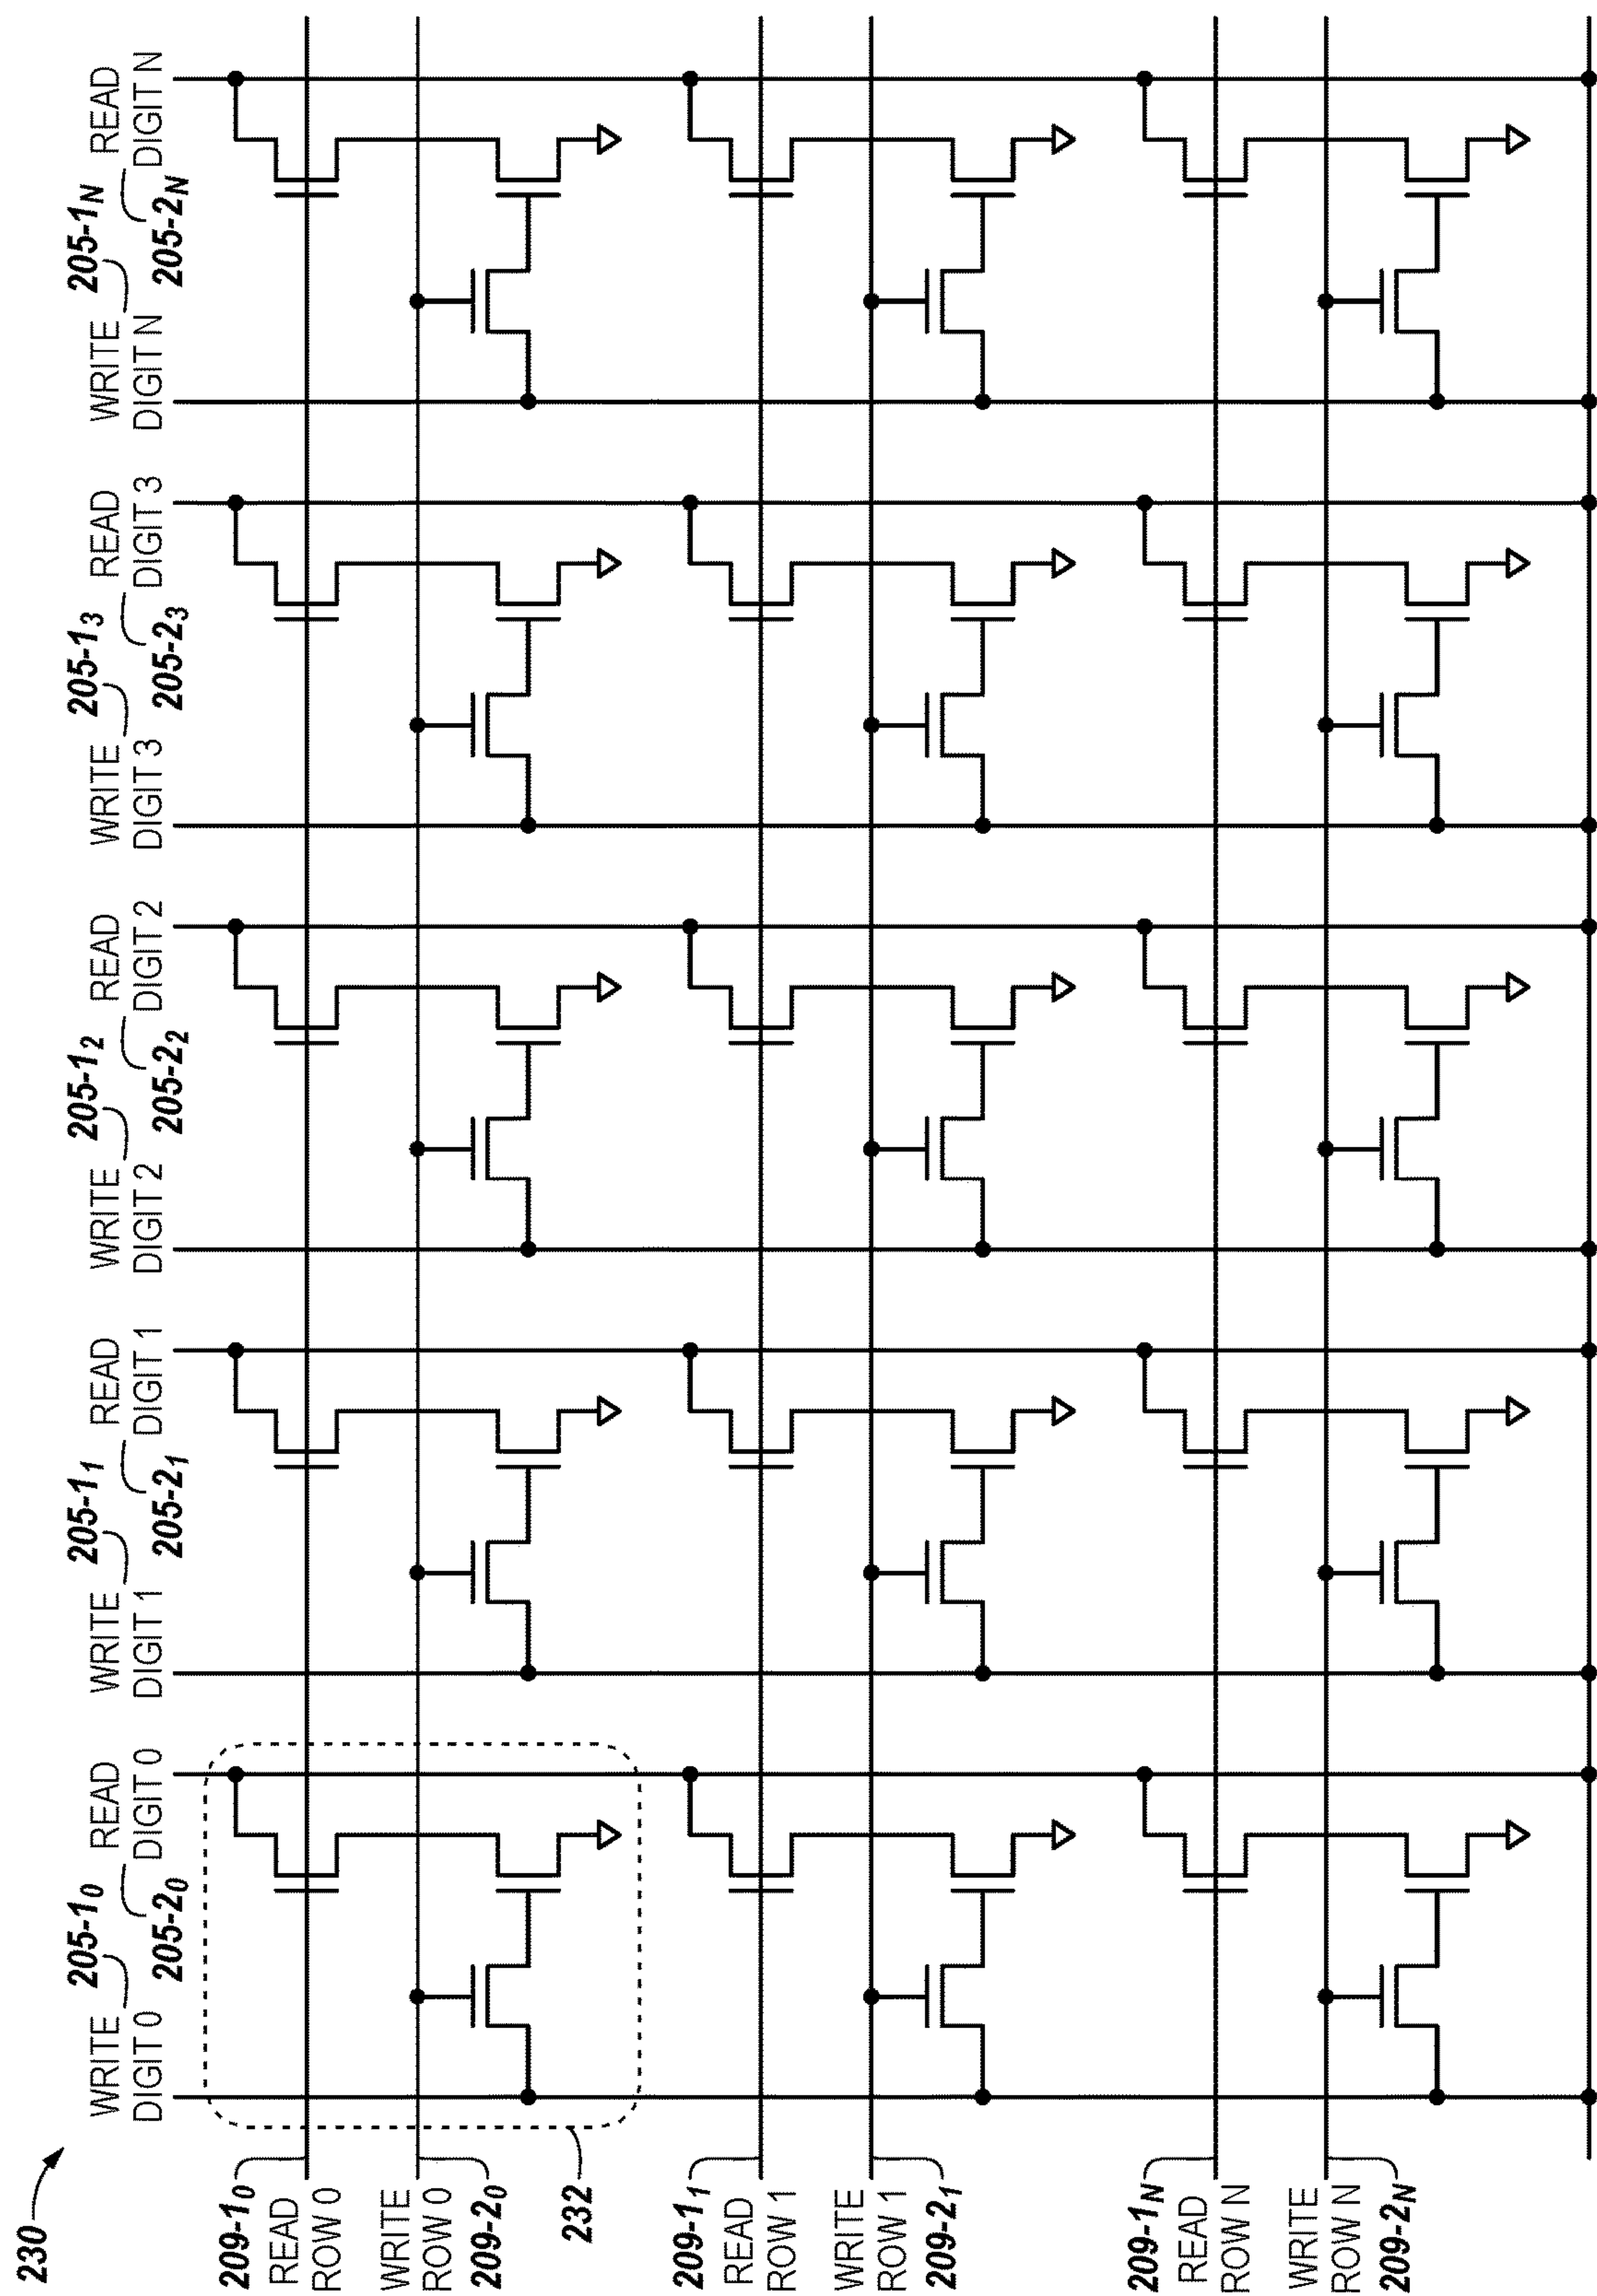 230
WRITE
DIGIT 0
205-1₀
READ
DIGIT 0
205-2₀
WRITE
DIGIT 1
205-1₁
READ
DIGIT 1
205-2₁
WRITE
DIGIT 2
205-1₂
READ
DIGIT 2
205-2₂
WRITE
DIGIT 3
205-1₃
READ
DIGIT 3
205-2₃
WRITE
DIGIT N
205-1N
READ
DIGIT N
205-2N
209-1₀
READ
ROW 0
WRITE
ROW 0
209-2₀
232
209-1₁
READ
ROW 1
WRITE
ROW 1
209-2₁
209-1N
READ
ROW N
WRITE
ROW N
209-2N